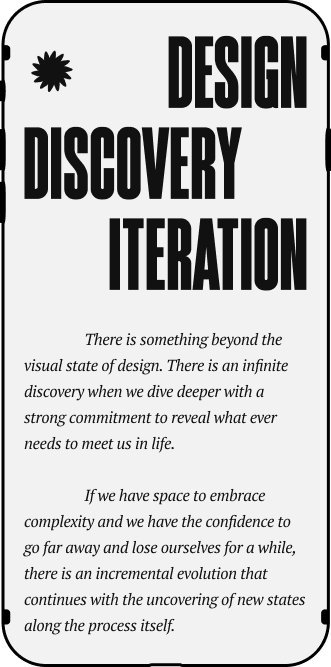 DESIGN
DISCOVERY
ITERATION
There is something beyond the
visual state of design. There is an infinite
discovery when we dive deeper with a
strong commitment to reveal what ever
needs to meet us in life.
If we have space to embrace
complexity and we have the confidence to
go far away and lose ourselves for a while,
there is an incremental evolution that
continues with the uncovering of new states
along the process itself.